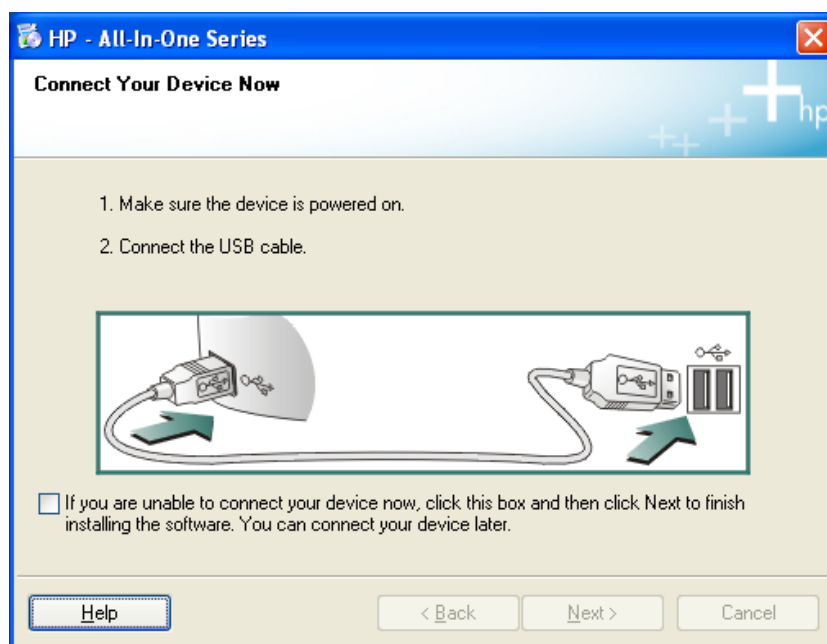 HP - All-In-One Series
Connect Your Device Now
hp
1. Make sure the device is powered on.
2. Connect the USB cable.
If you are unable to connect your device now, click this box and then click Next to finish
installing the software. You can connect your device later.
Help
< Back
Next >
Cancel